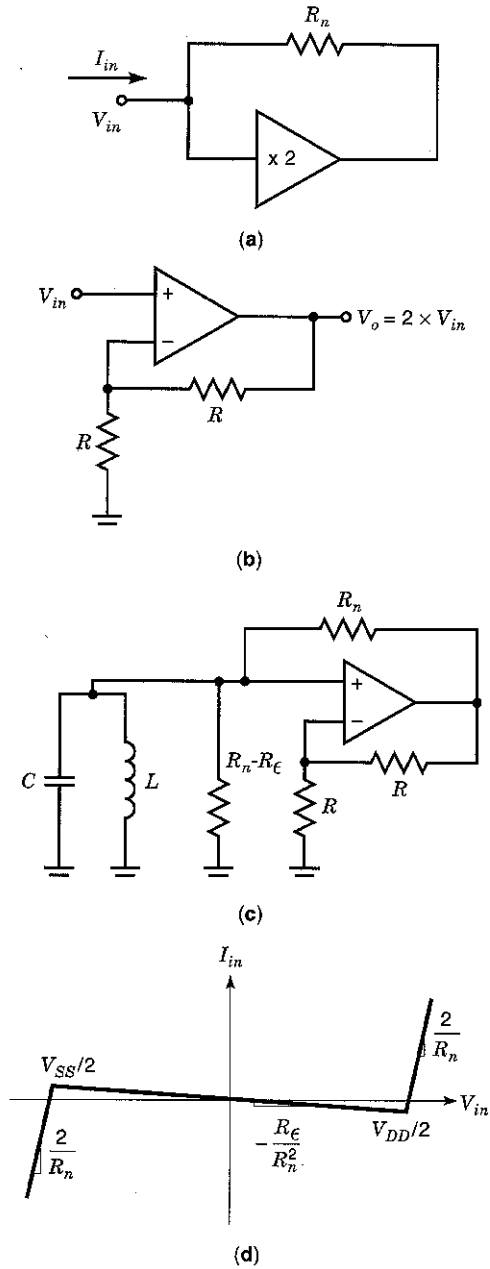 R_n
I_in
V_in
x 2
(a)
V_in
+
−
V_o = 2 × V_in
R
R
(b)
R_n
+
−
R_n-R_ϵ
C
L
R
R
(c)
I_in
2/R_n
V_SS/2
V_in
V_DD/2
2/R_n
-R_ϵ/R_n^2
(d)